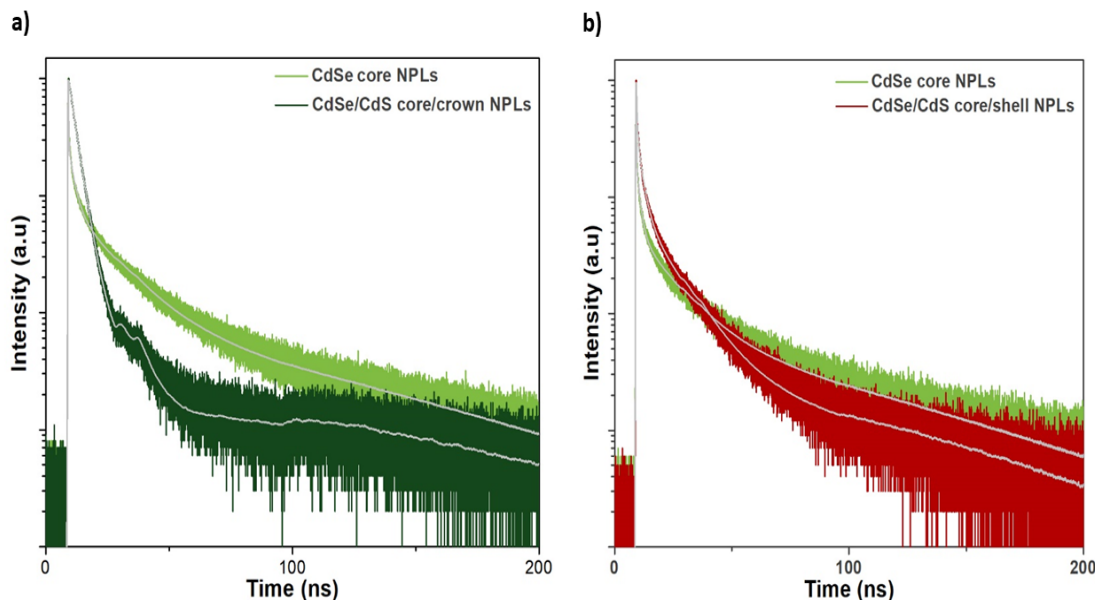 a)
CdSe core NPLs
CdSe/CdS core/crown NPLs
Intensity (a.u)
0
100
200
Time (ns)
b)
CdSe core NPLs
CdSe/CdS core/shell NPLs
Intensity (a.u)
0
100
200
Time (ns)